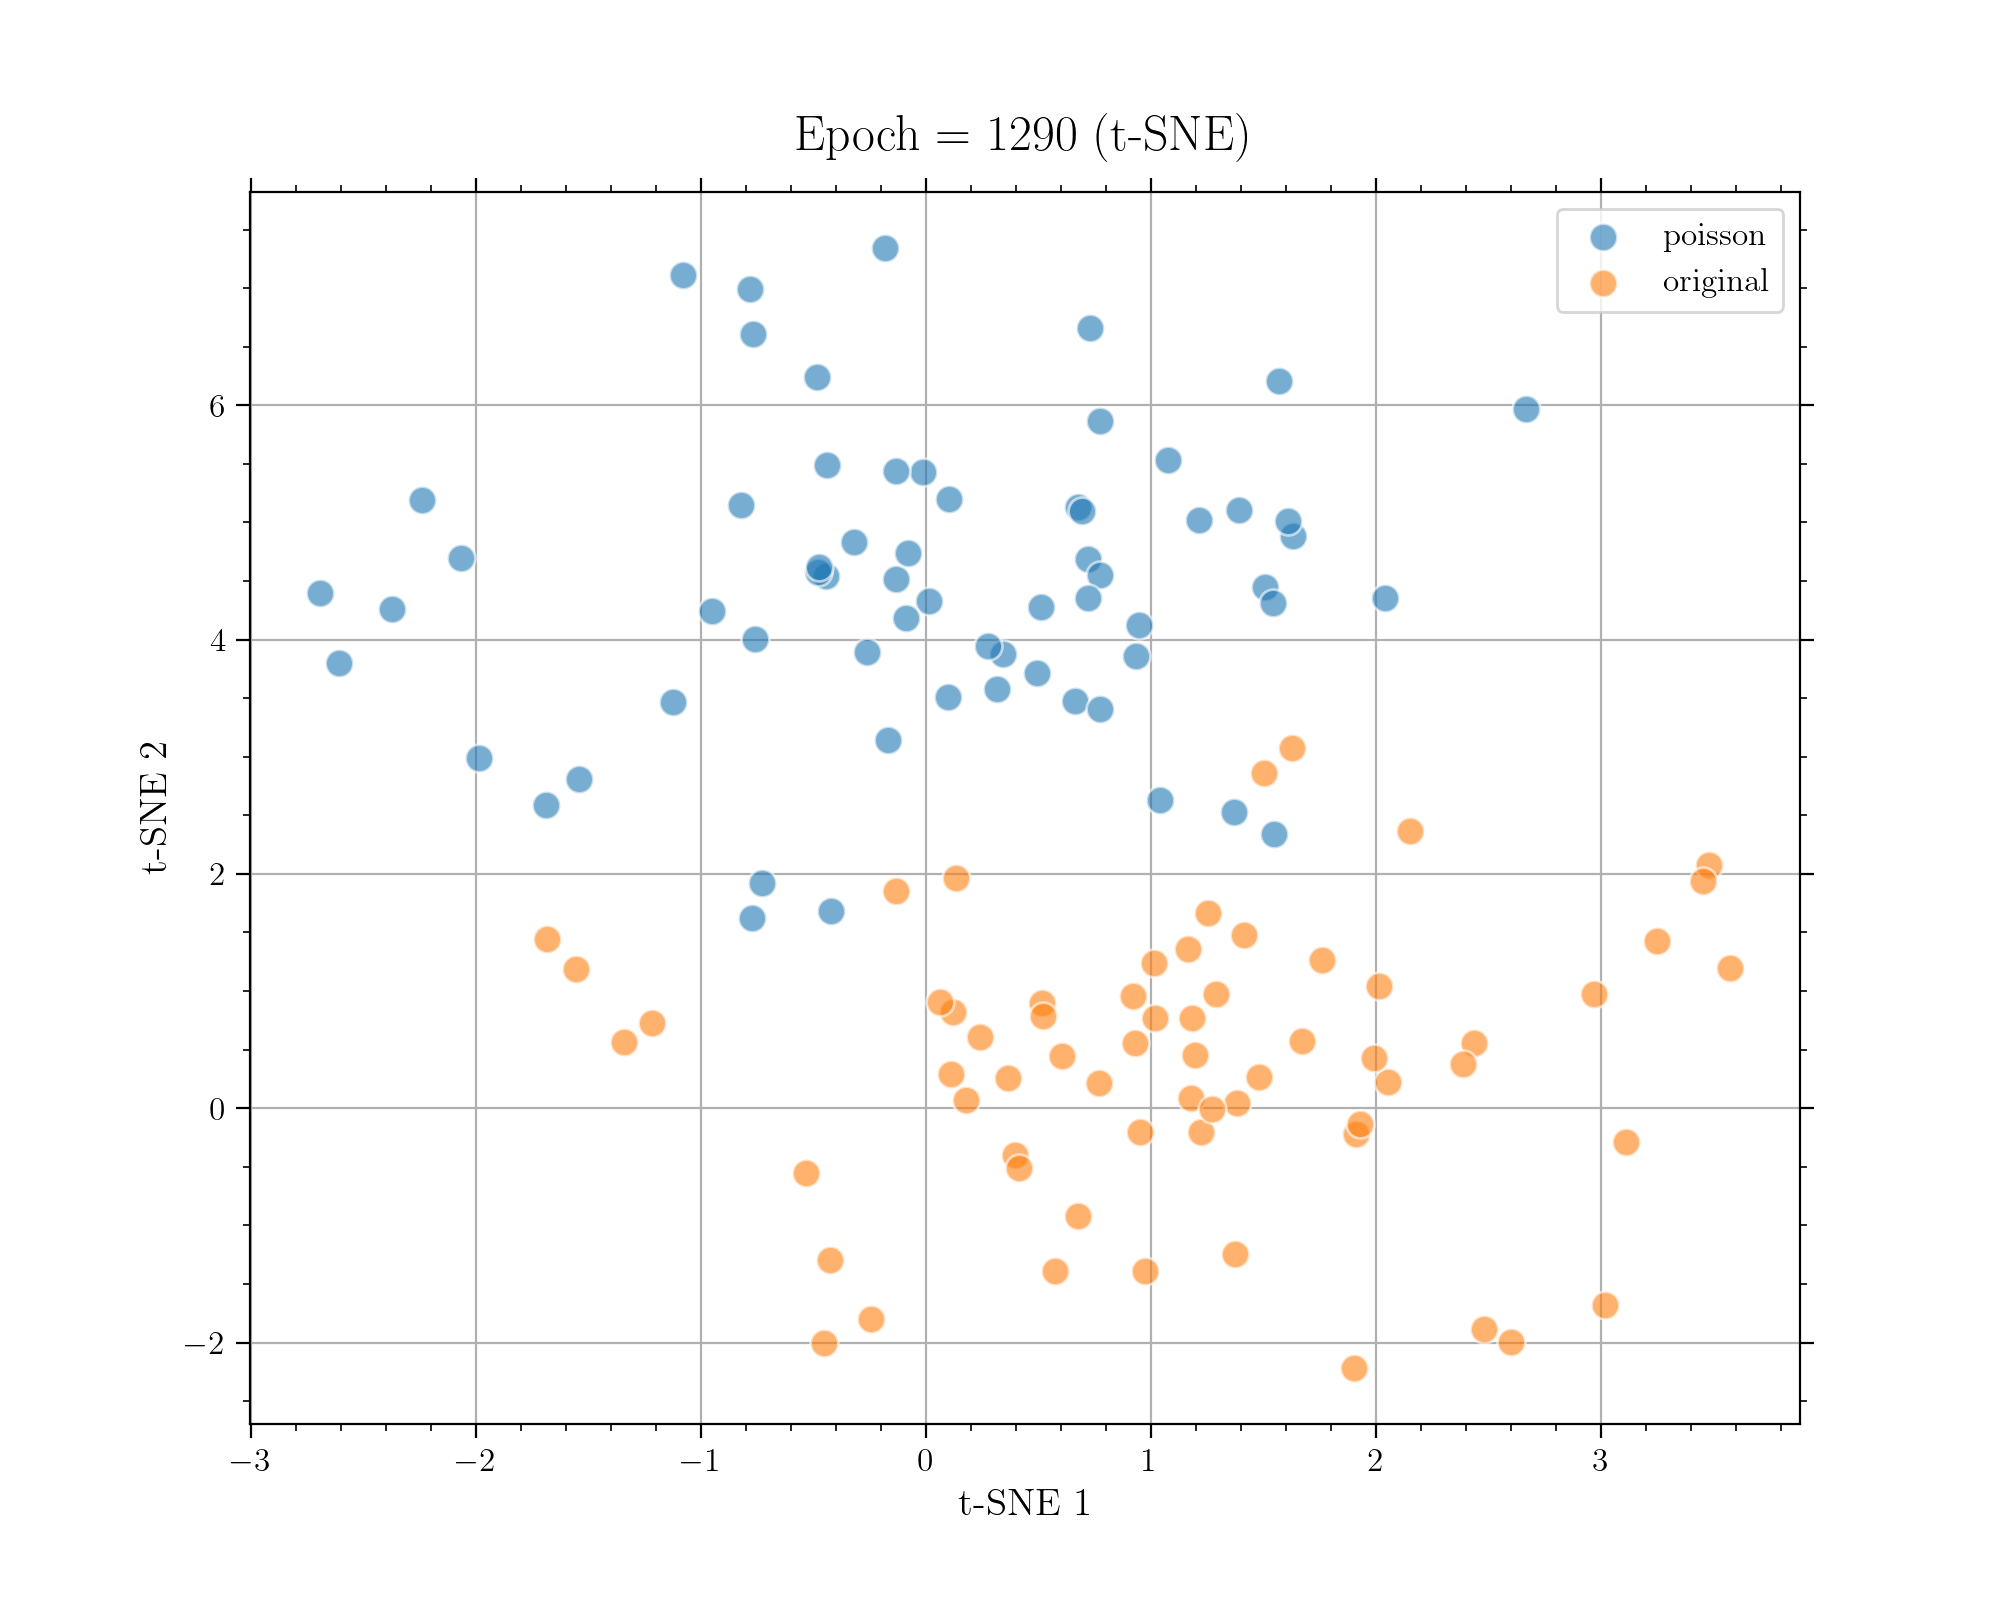 Epoch = 1290 (t-SNE)
poisson
original
6
4
2
0
−2
t-SNE 2
−3
−2
−1
0
1
2
3
t-SNE 1